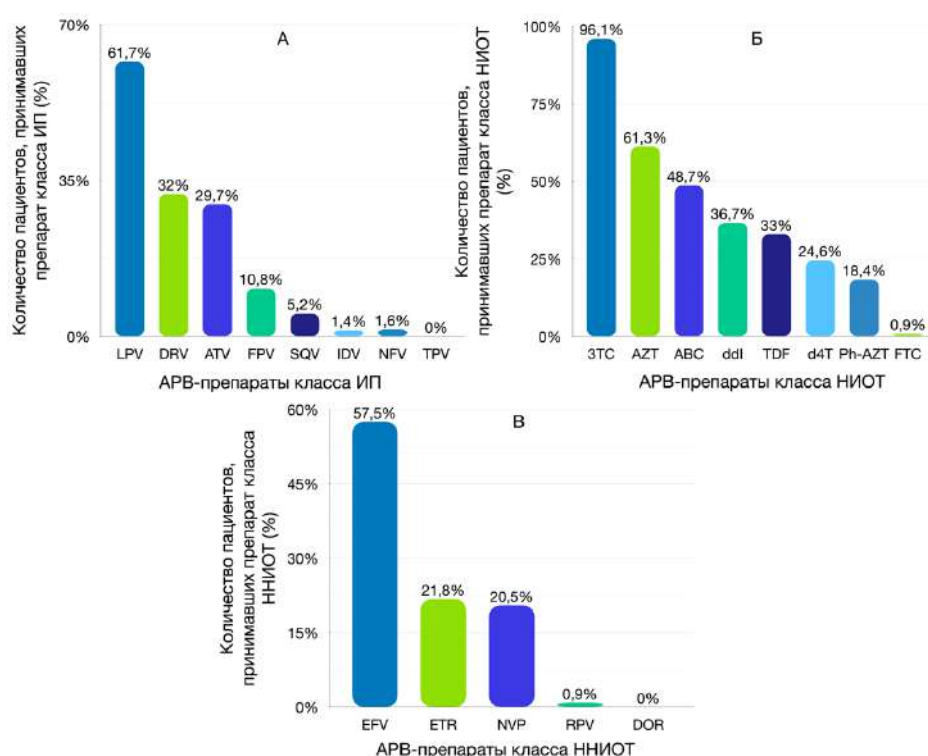 А
Количество пациентов, принимавших
препарат класса ИП (%)
70%
35%
0%
61,7%
32%
29,7%
10,8%
5,2%
1,4%
1,6%
0%
LPV DRV ATV FPV SQV IDV NFV TPV
АРВ-препараты класса ИП
Б
Количество пациентов,
принимавших препарат класса НИОТ
(%)
100%
75%
50%
25%
0%
96,1%
61,3%
48,7%
36,7%
33%
24,6%
18,4%
0,9%
3TC AZT ABC ddI TDF d4T Ph-AZT FTC
АРВ-препараты класса НИОТ
В
Количество пациентов,
принимавших препарат класса
ННИОТ (%)
60%
45%
30%
15%
0%
57,5%
21,8%
20,5%
0,9%
0%
EFV ETR NVP RPV DOR
АРВ-препараты класса ННИОТ